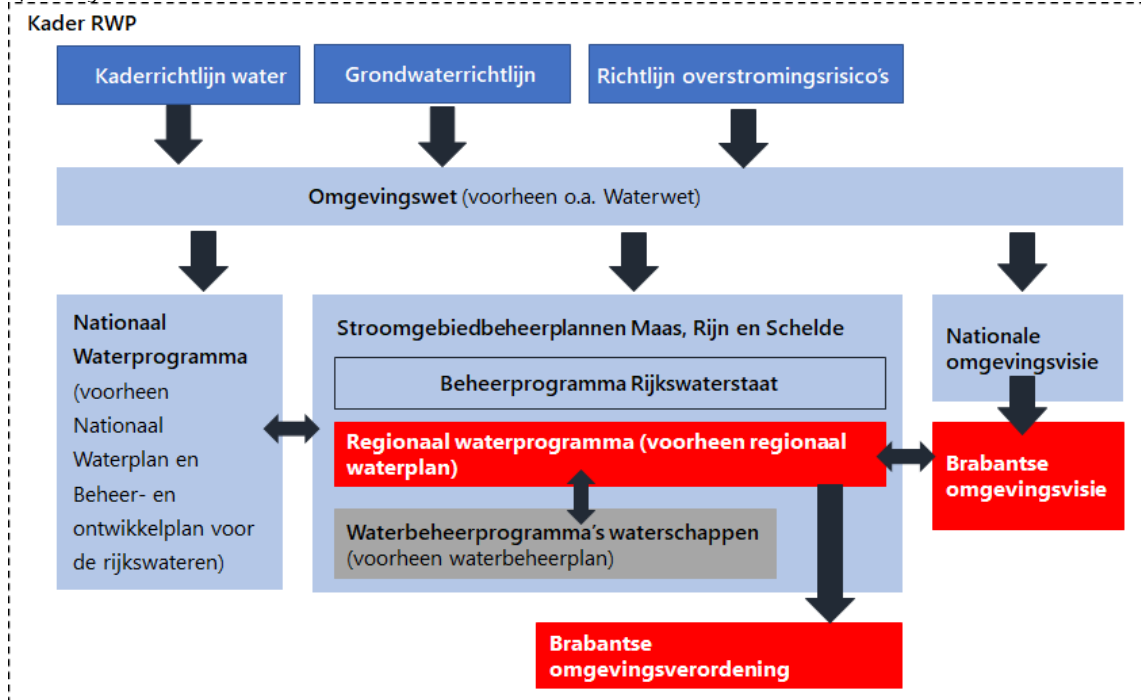 Kader RWP
Kaderrichtlijn water
Grondwaterrichtlijn
Richtlijn overstromingsrisico's
Omgevingswet (voorheen o.a. Waterwet)
Nationaal
Waterprogramma
(voorheen
Nationaal
Waterplan en
Beheer- en
ontwikkelplan voor
de rijkswateren)
Stroomgebiedbeheerplannen Maas, Rijn en Schelde
Beheerprogramma Rijkswaterstaat
Regionaal waterprogramma (voorheen regionaal
waterplan)
Waterbeheerprogramma's waterschappen
(voorheen waterbeheerplan)
Nationale
omgevingsvisie
Brabantse
omgevingsvisie
Brabantse
omgevingsverordening